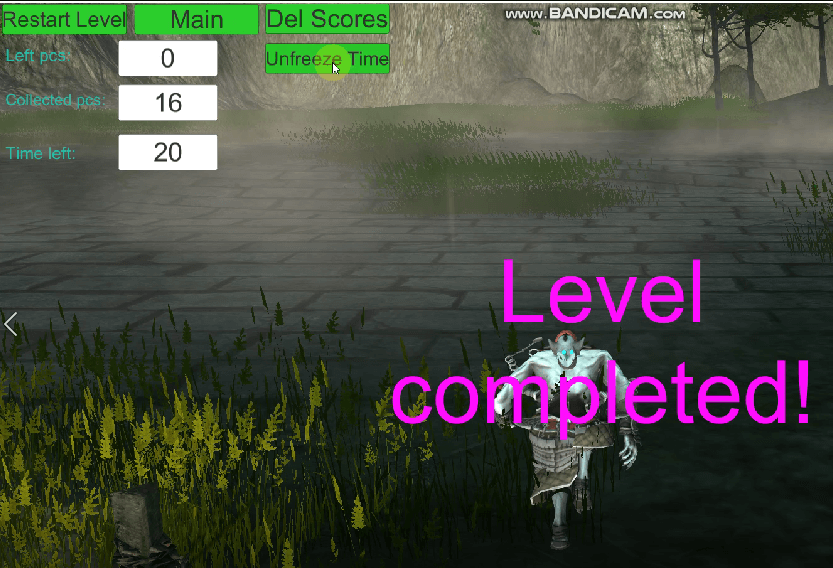 Restart Level
Main
Del Scores
www.BANDICAM.com
Left pcs:
0
Unfreeze Time
Collected pcs:
16
Time left:
20
Level
completed!